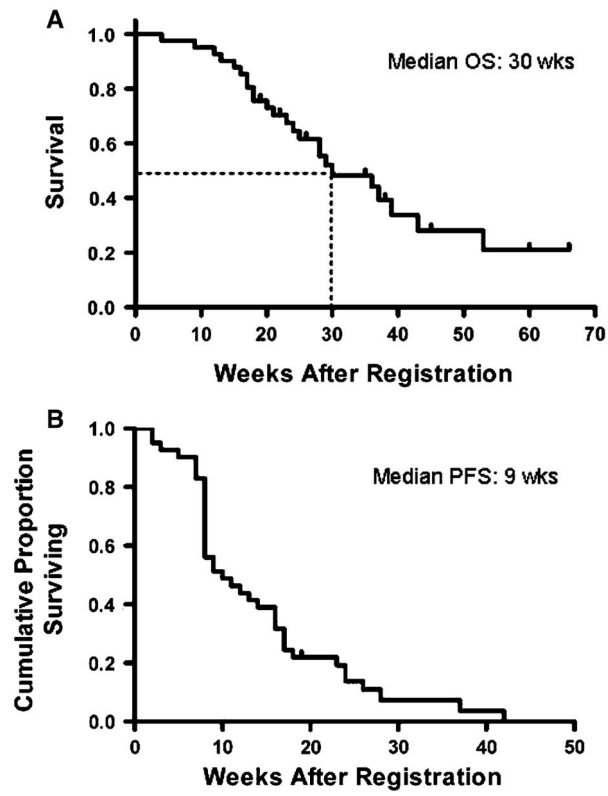 A
Median OS: 30 wks
1.0
0.8
0.6
0.4
0.2
0.0
Survival
0 10 20 30 40 50 60 70
Weeks After Registration
B
Median PFS: 9 wks
1.0
0.8
0.6
0.4
0.2
0.0
Cumulative Proportion
Surviving
0 10 20 30 40 50
Weeks After Registration